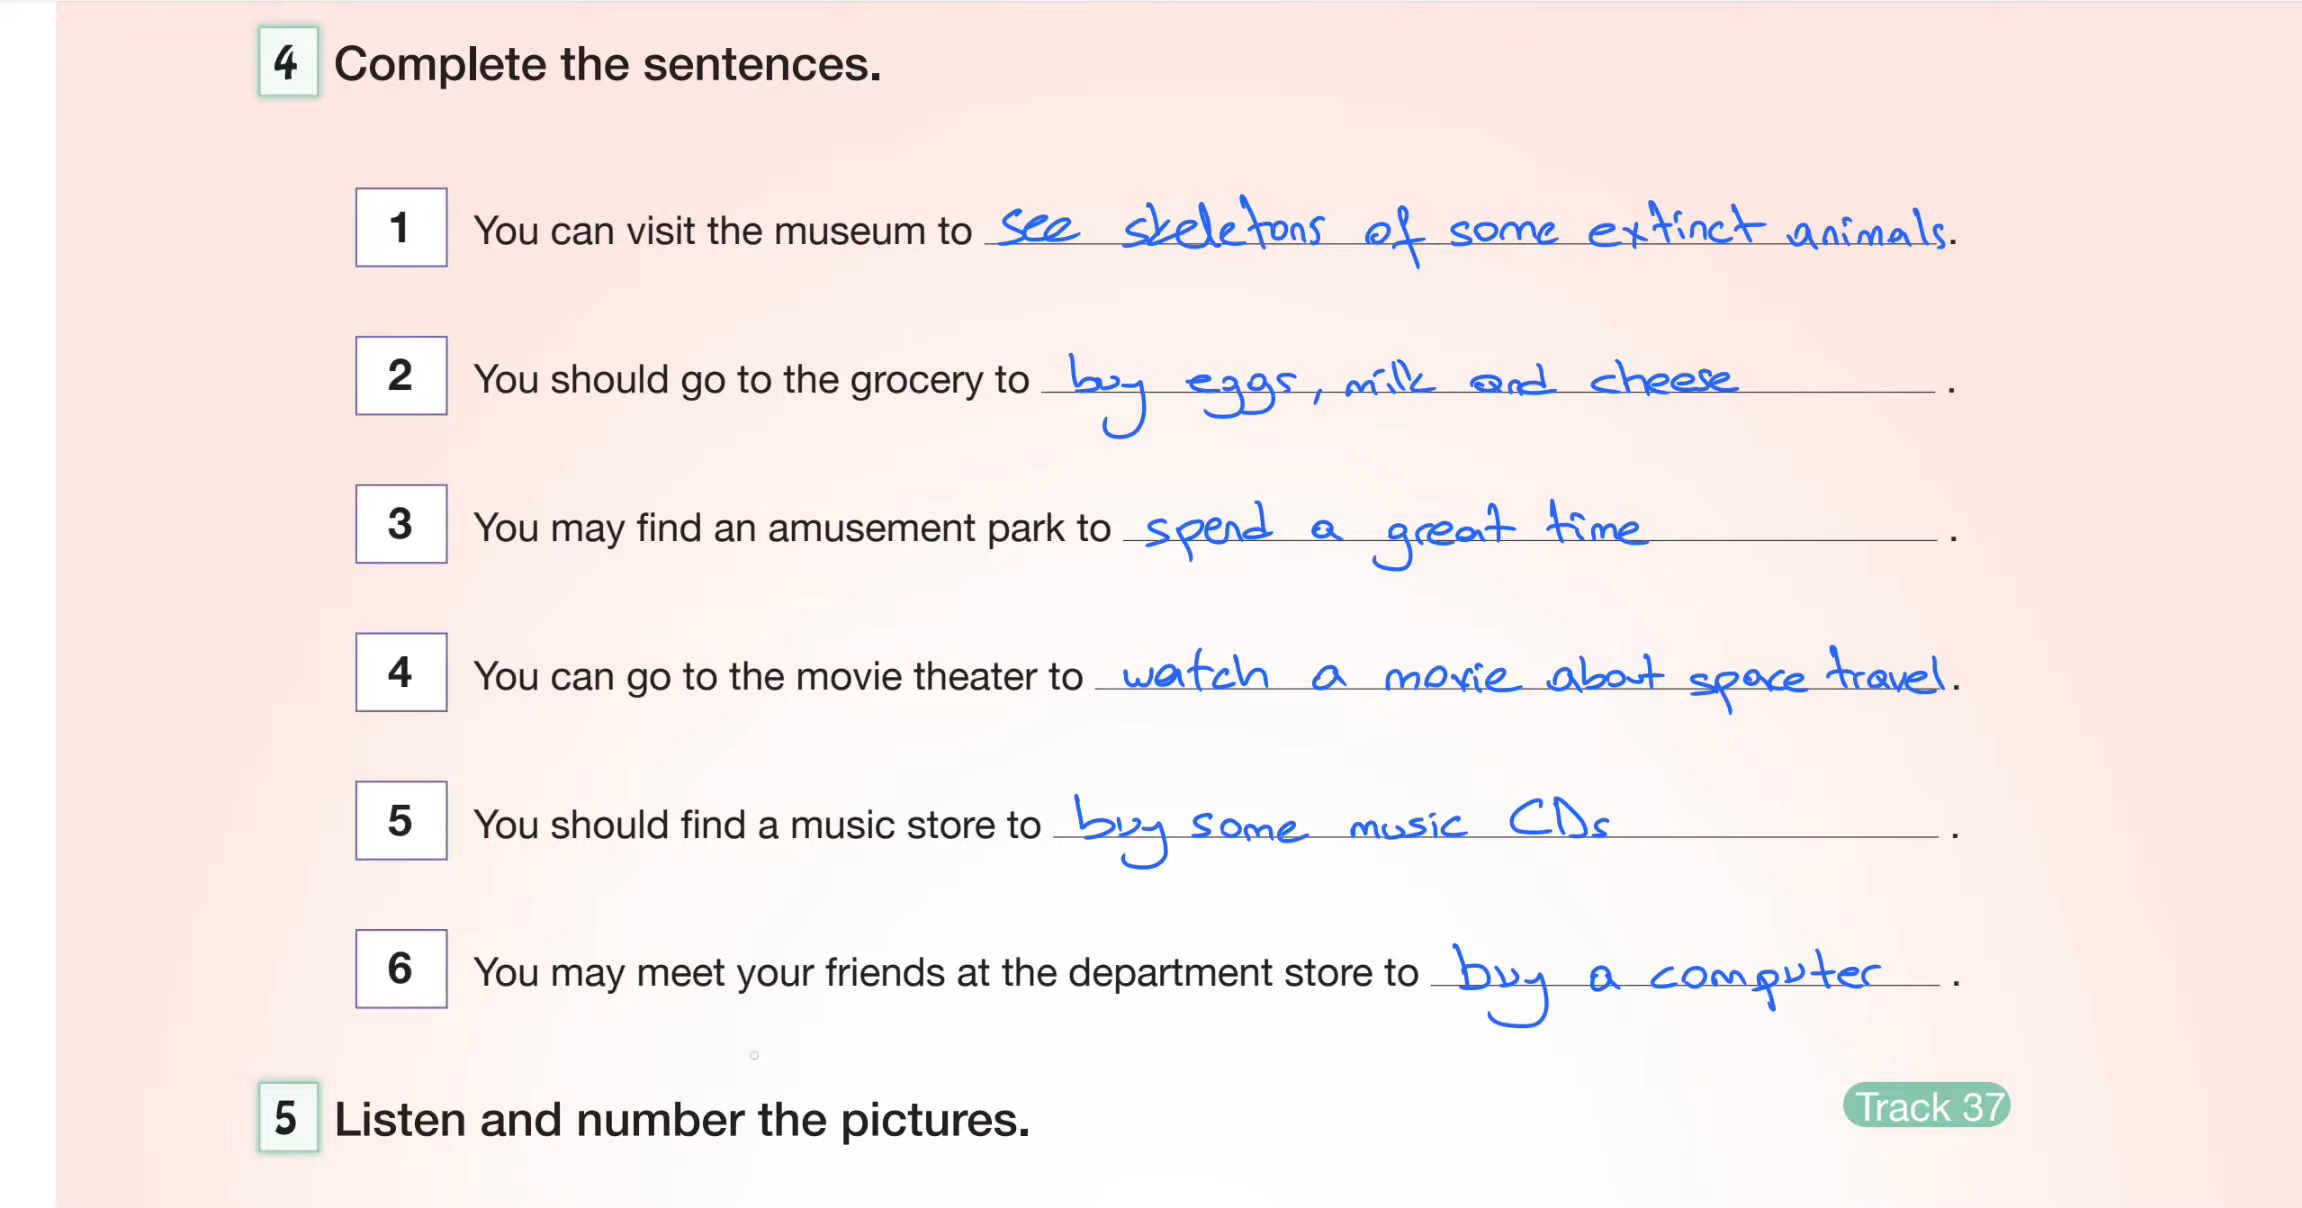 4 Complete the sentences.
1 You can visit the museum to see skeletons of some extinct animals.
2 You should go to the grocery to buy eggs, milk and cheese .
3 You may find an amusement park to spend a great time .
4 You can go to the movie theater to watch a movie about space travel.
5 You should find a music store to buy some music CDs .
6 You may meet your friends at the department store to buy a computer .
5 Listen and number the pictures. Track 37